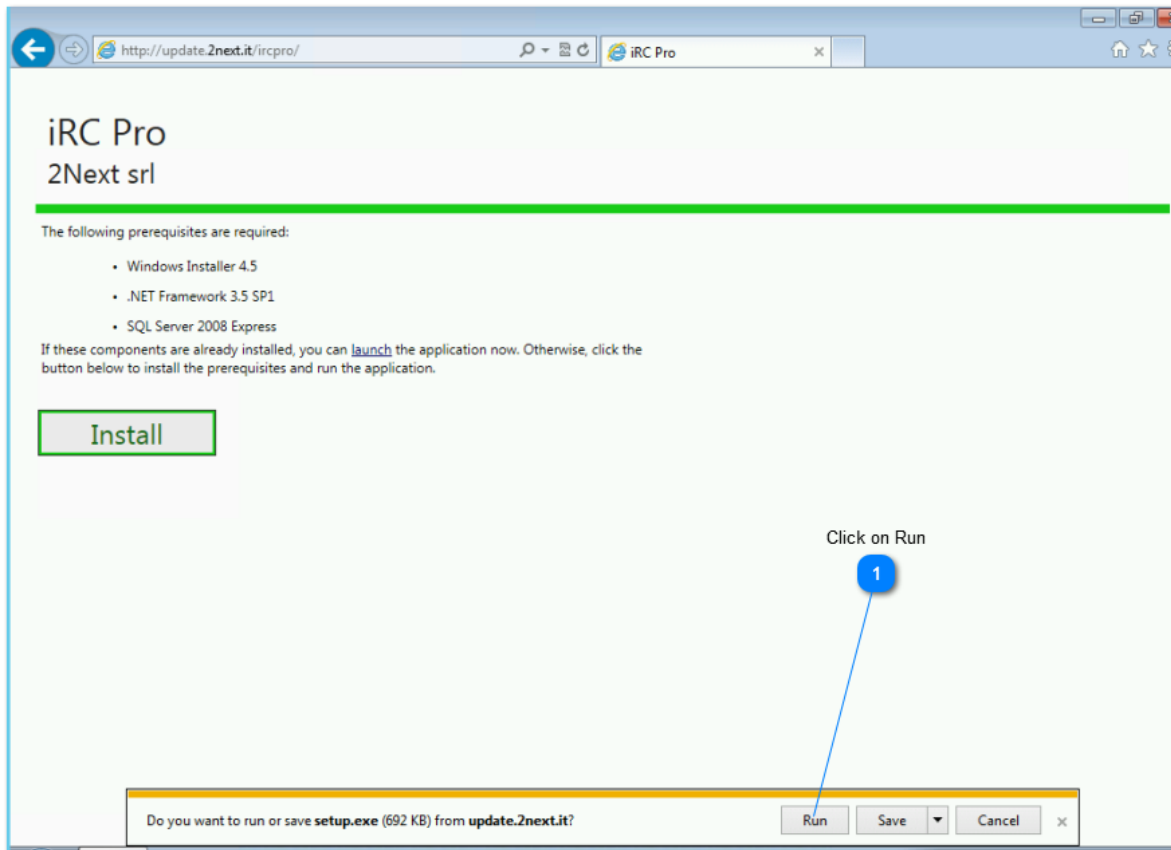 http://update.2next.it/ircpro/
iRC Pro
iRC Pro
2Next srl
The following prerequisites are required:
• Windows Installer 4.5
• .NET Framework 3.5 SP1
• SQL Server 2008 Express
If these components are already installed, you can launch the application now. Otherwise, click the
button below to install the prerequisites and run the application.
Install
Click on Run
1
Do you want to run or save setup.exe (692 KB) from update.2next.it?
Run
Save
Cancel